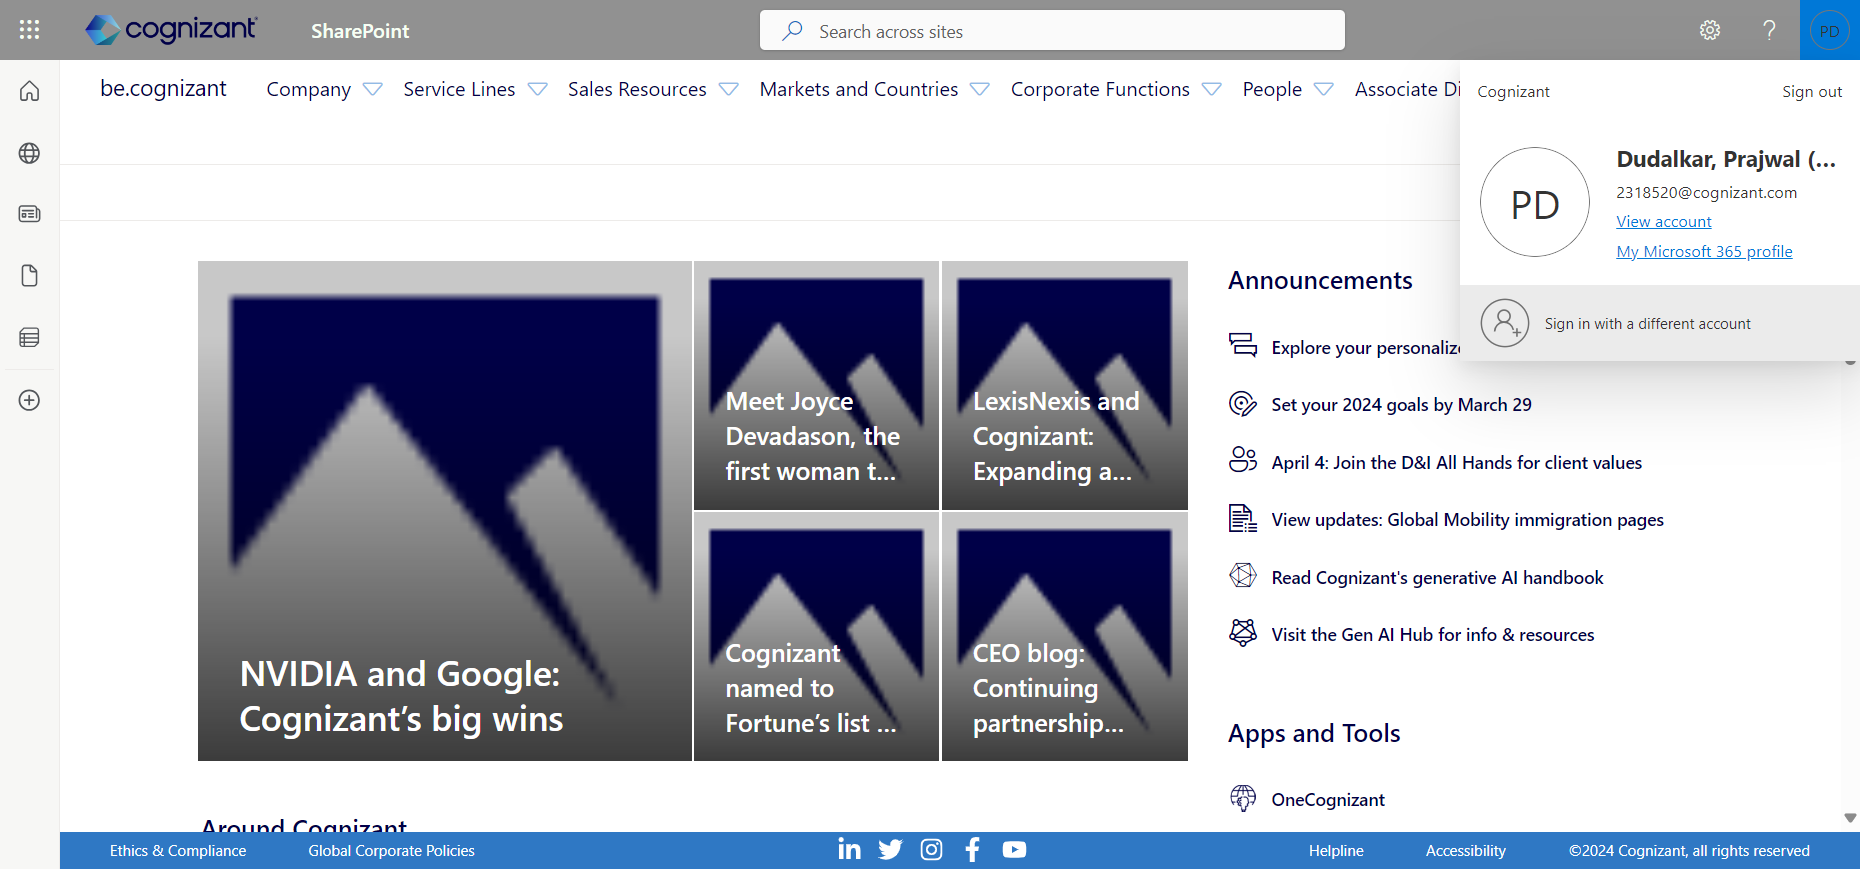 cognizant
SharePoint
Search across sites
PD
be.cognizant
Company
Service Lines
Sales Resources
Markets and Countries
Corporate Functions
People
Associate Di
Cognizant
Sign out
PD
Dudalkar, Prajwal (...
2318520@cognizant.com
View account
My Microsoft 365 profile
Sign in with a different account
NVIDIA and Google:
Cognizant’s big wins
Meet Joyce
Devadason, the
first woman t...
LexisNexis and
Cognizant:
Expanding a...
Cognizant
named to
Fortune’s list ...
CEO blog:
Continuing
partnership...
Announcements
Explore your personaliz
Set your 2024 goals by March 29
April 4: Join the D&I All Hands for client values
View updates: Global Mobility immigration pages
Read Cognizant's generative AI handbook
Visit the Gen AI Hub for info & resources
Apps and Tools
OneCognizant
Around Cognizant
Ethics & Compliance
Global Corporate Policies
Helpline
Accessibility
©2024 Cognizant, all rights reserved